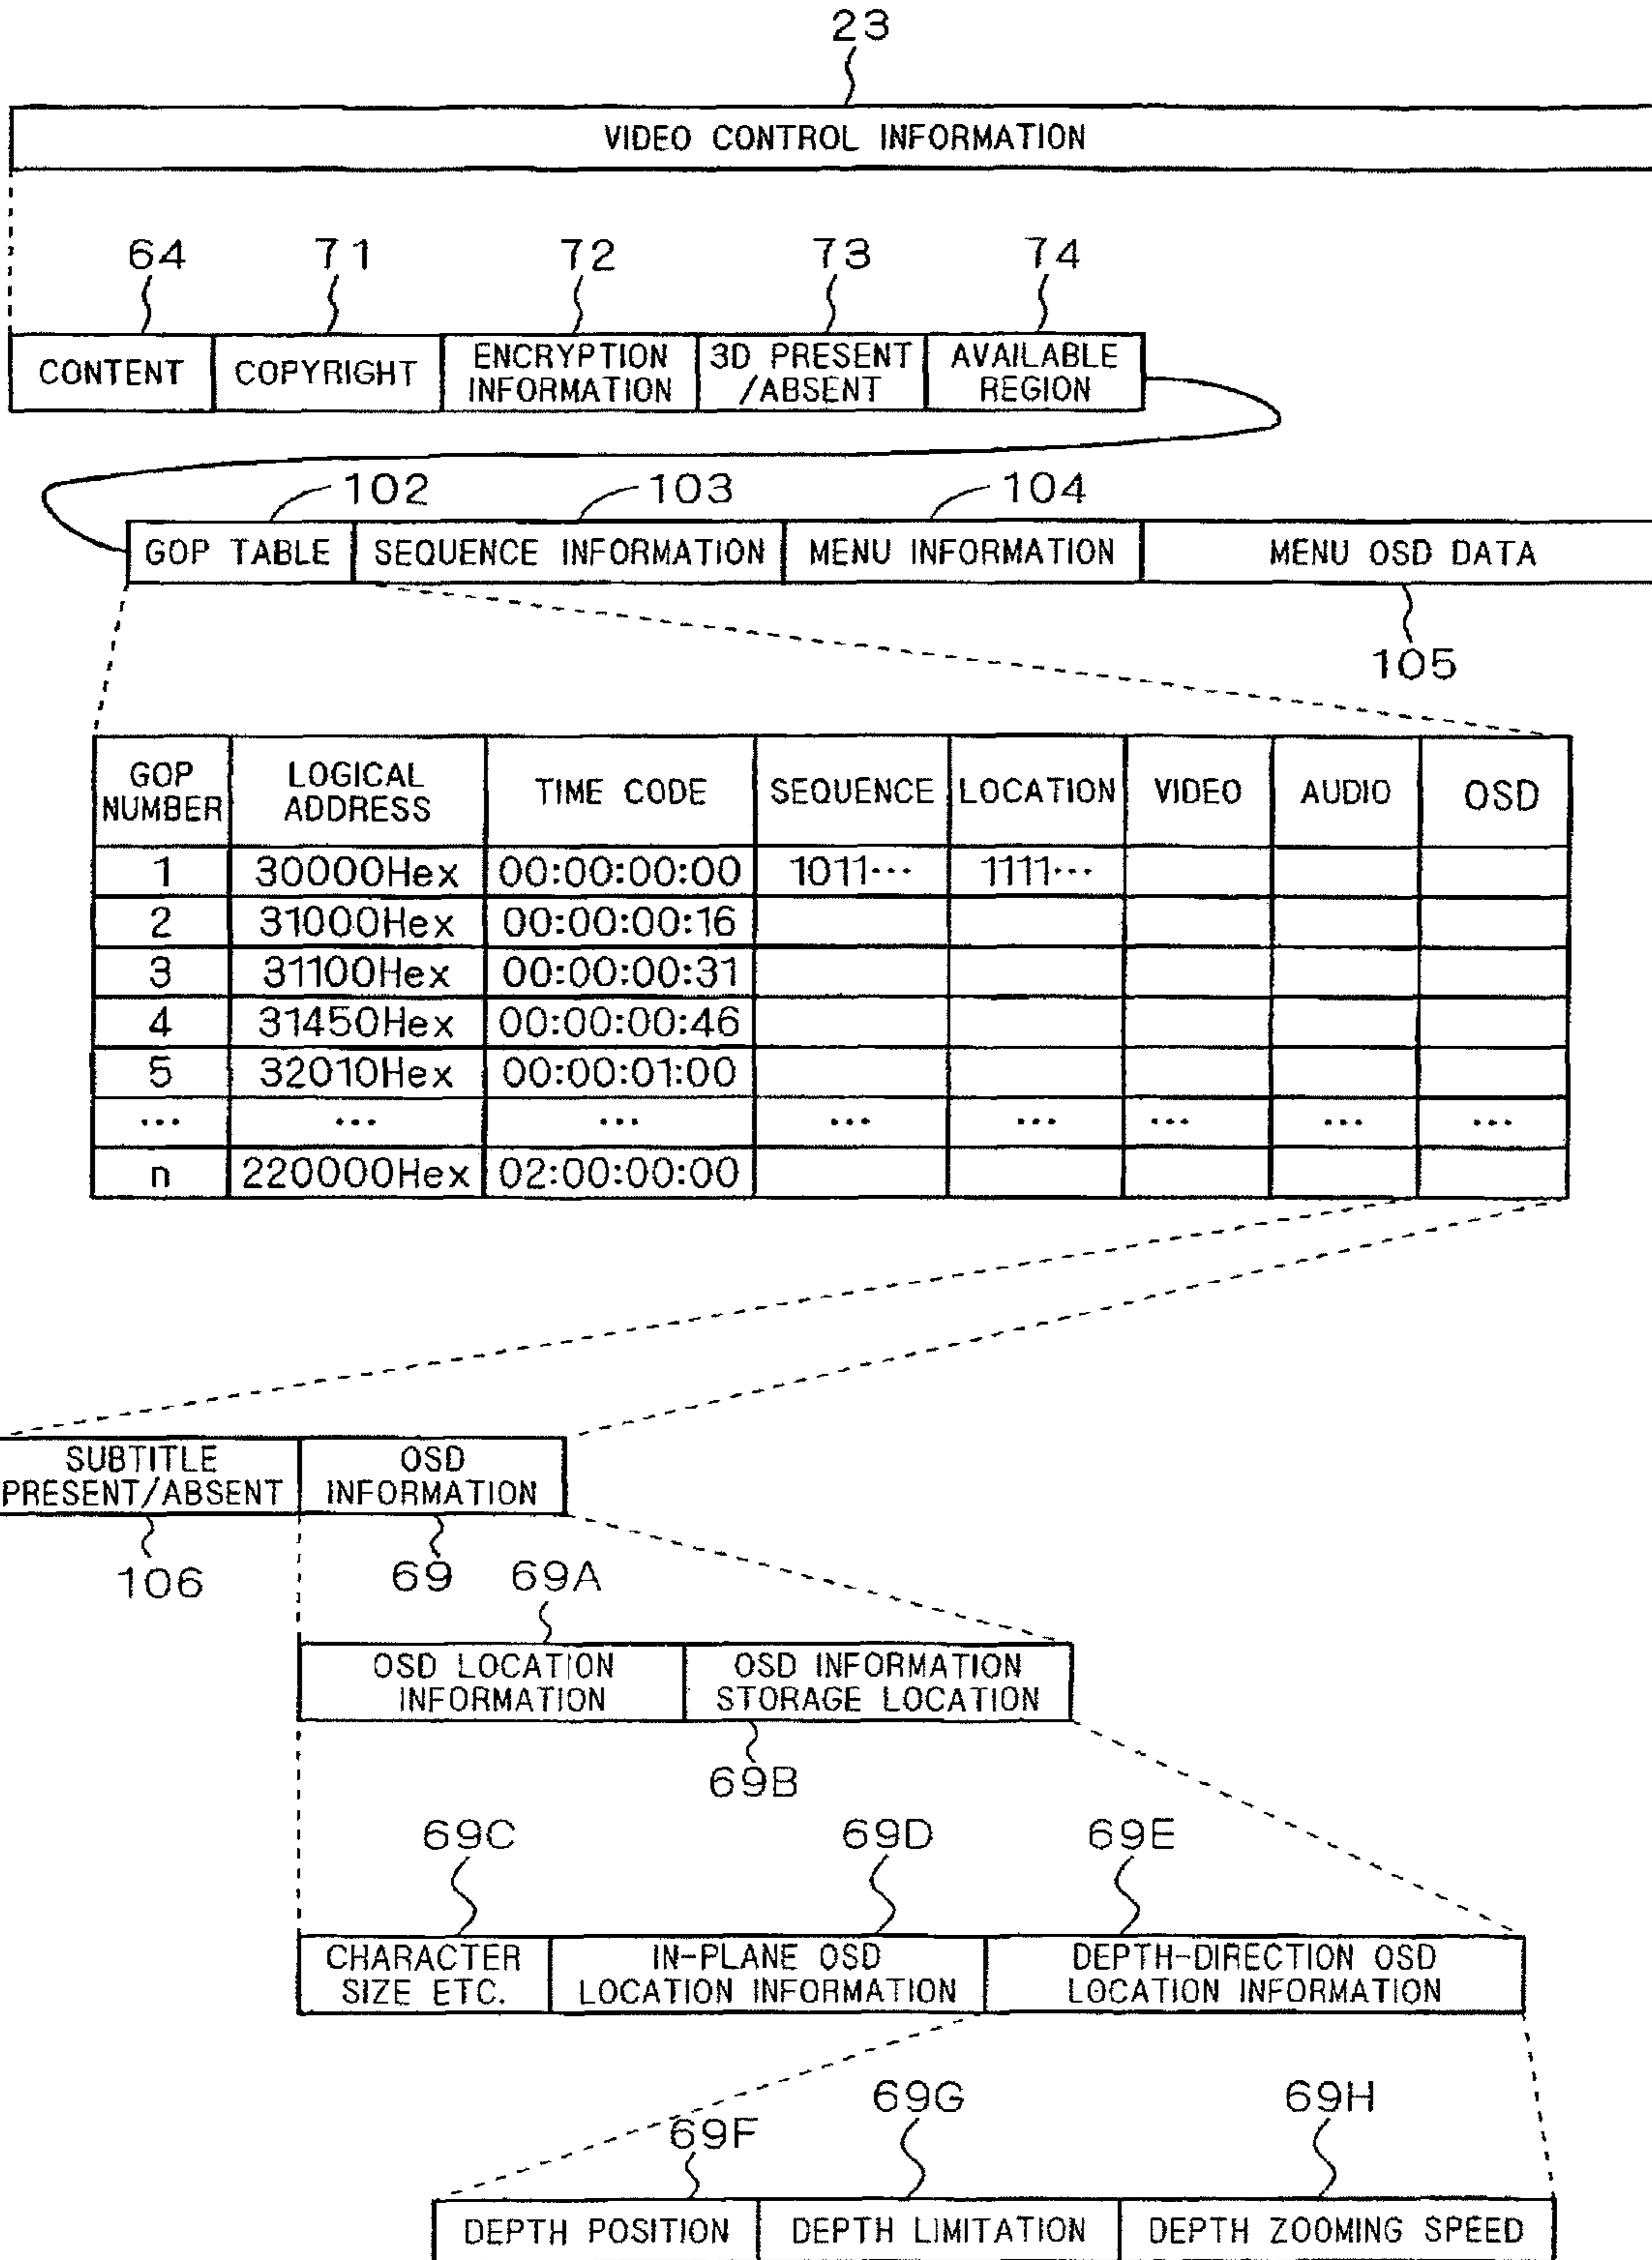 23
VIDEO CONTROL INFORMATION
64 71 72 73 74
CONTENT COPYRIGHT ENCRYPTION INFORMATION 3D PRESENT /ABSENT AVAILABLE REGION
102 103 104
GOP TABLE SEQUENCE INFORMATION MENU INFORMATION MENU OSD DATA
105
GOP NUMBER LOGICAL ADDRESS TIME CODE SEQUENCE LOCATION VIDEO AUDIO OSD
1 30000Hex 00:00:00:00 1011··· 1111···
2 31000Hex 00:00:00:16
3 31100Hex 00:00:00:31
4 31450Hex 00:00:00:46
5 32010Hex 00:00:01:00
··· ··· ··· ··· ··· ··· ··· ···
n 220000Hex 02:00:00:00
SUBTITLE PRESENT/ABSENT OSD INFORMATION
106 69 69A
OSD LOCATION INFORMATION OSD INFORMATION STORAGE LOCATION
69B
69C 69D 69E
CHARACTER SIZE ETC. IN-PLANE OSD LOCATION INFORMATION DEPTH-DIRECTION OSD LOCATION INFORMATION
69F 69G 69H
DEPTH POSITION DEPTH LIMITATION DEPTH ZOOMING SPEED